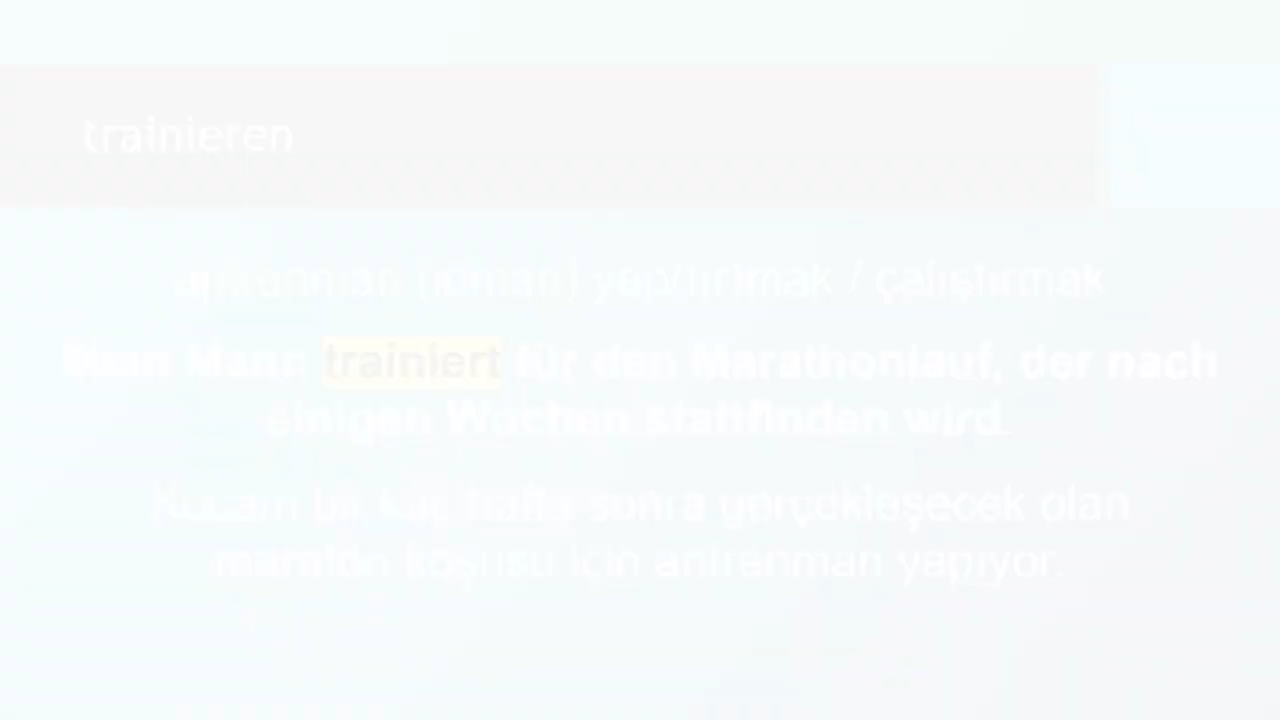 trainieren
antrenman (idman) yap/tır/mak / çalıştırmak
Mann trainiert für den Marathonlauf, der nach
einigen Wochen stattfinden wird.
Kocam bir kaç hafta sonra gerçekleşecek olan
maraton koşusu için antrenman yapıyor.